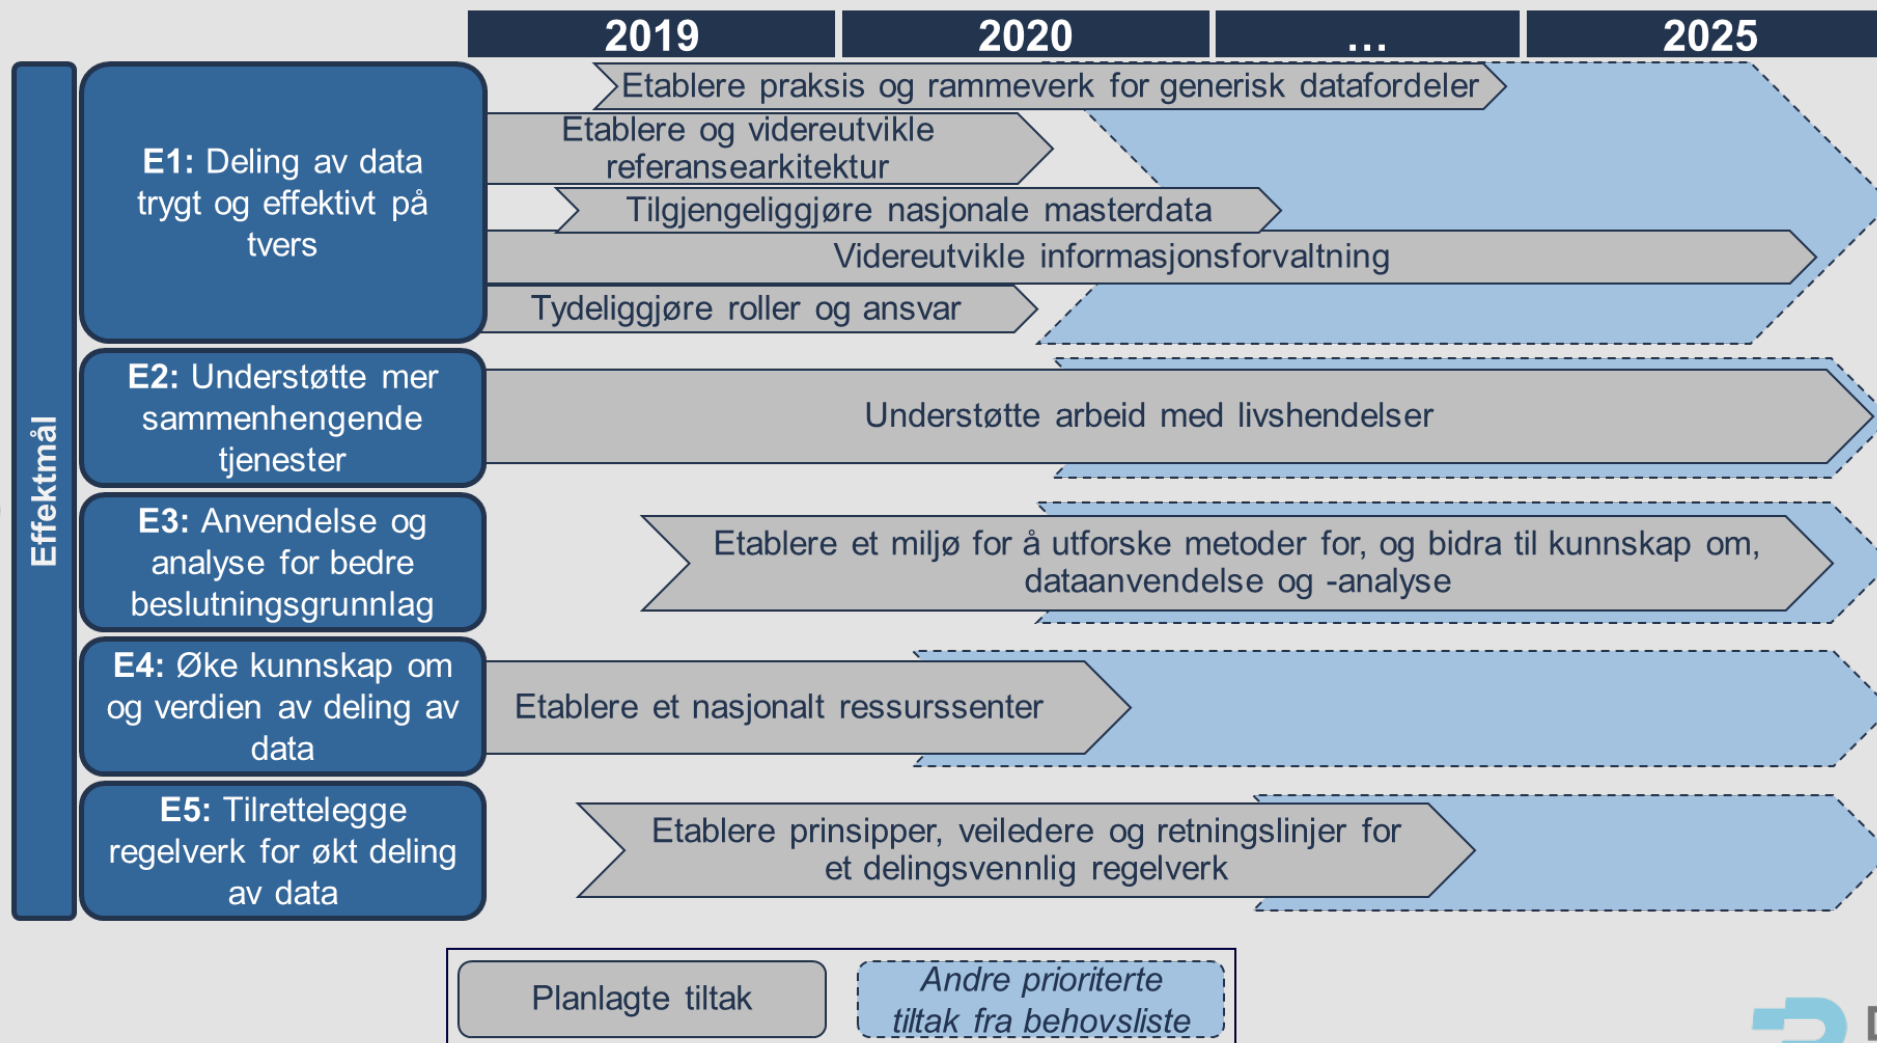 2019
2020
...
2025
Effektmål
E1: Deling av data
trygt og effektivt på
tvers
Etablere praksis og rammeverk for generisk datafordeler
Etablere og videreutvikle
referansearkitektur
Tilgjengeliggjøre nasjonale masterdata
Videreutvikle informasjonsforvaltning
Tydeliggjøre roller og ansvar
E2: Understøtte mer
sammenhengende
tjenester
Understøtte arbeid med livshendelser
E3: Anvendelse og
analyse for bedre
beslutningsgrunnlag
Etablere et miljø for å utforske metoder for, og bidra til kunnskap om,
dataanvendelse og -analyse
E4: Øke kunnskap om
og verdien av deling av
data
Etablere et nasjonalt ressurssenter
E5: Tilrettelegge
regelverk for økt deling
av data
Etablere prinsipper, veiledere og retningslinjer for
et delingsvennlig regelverk
Planlagte tiltak
Andre prioriterte
tiltak fra behovsliste